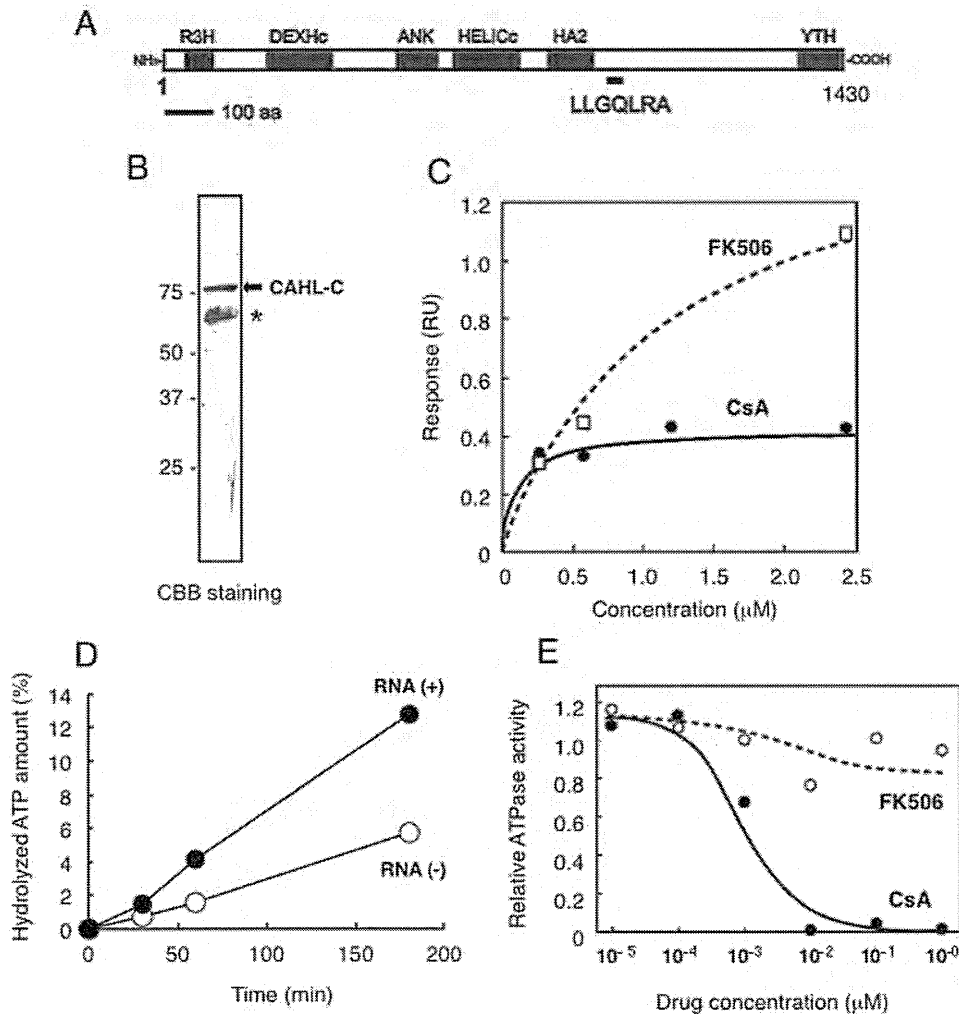 A
R3H DEXHc ANK HELICc HA2 YTH
NH₂- -COOH
1 LLGQLRA 1430
100 aa
B
75 - CAHL-C
*
50 -
37 -
25 -
CBB staining
C
1.2
1.0
0.8
0.6
0.4
0.2
0
Response (RU)
FK506
CsA
0 0.5 1.0 1.5 2.0 2.5
Concentration (μM)
D
14
12
10
8
6
4
2
0
Hydrolyzed ATP amount (%)
RNA (+)
RNA (-)
0 50 100 150 200
Time (min)
E
1.2
1.0
0.8
0.6
0.4
0.2
0
Relative ATPase activity
FK506
CsA
10⁻⁵ 10⁻⁴ 10⁻³ 10⁻² 10⁻¹ 10⁻⁰
Drug concentration (μM)